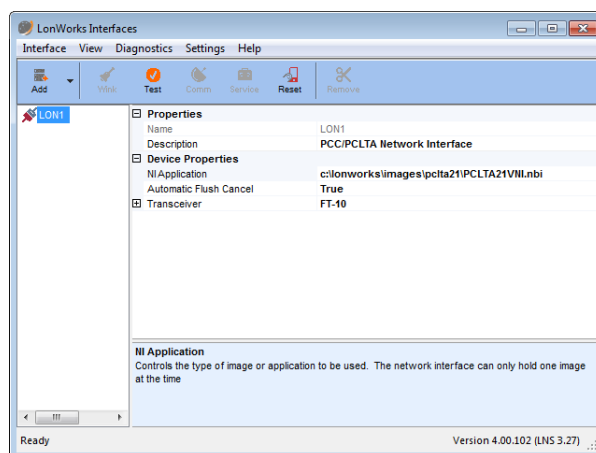 LonWorks Interfaces
Interface View Diagnostics Settings Help
Add Wink Test Comm Service Reset Remove
LON1
Properties
Name LON1
Description PCC/PCLTA Network Interface
Device Properties
NI Application c:\lonworks\images\pclta21\PCLTA21VNI.nbi
Automatic Flush Cancel True
Transceiver FT-10
NI Application
Controls the type of image or application to be used. The network interface can only hold one image
at the time
Ready Version 4.00.102 (LNS 3.27)